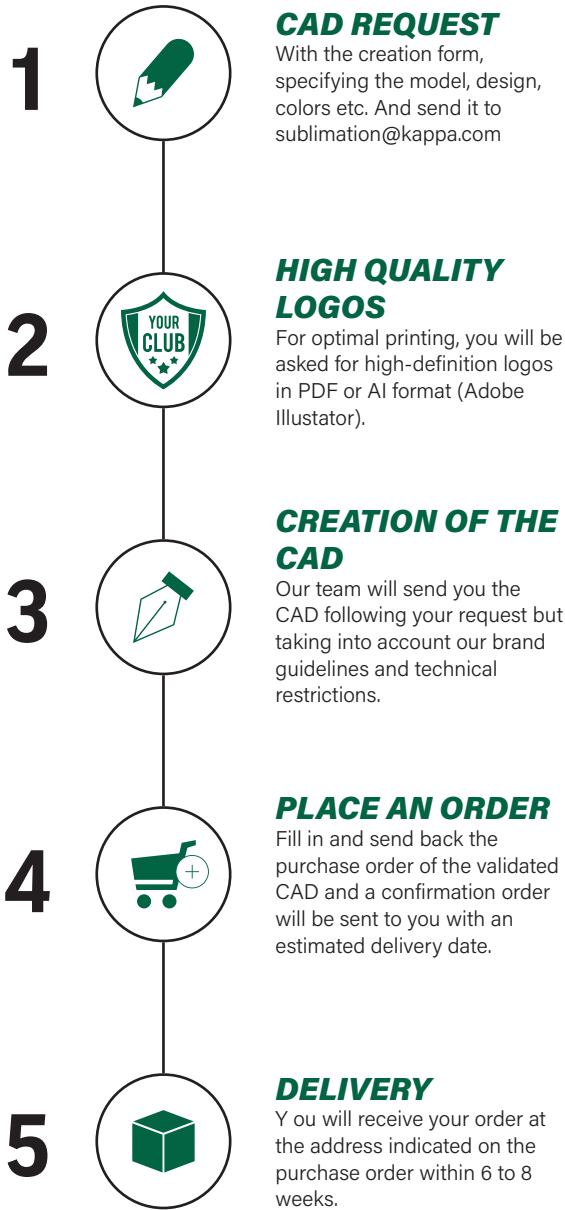 1
CAD REQUEST
With the creation form,
specifying the model, design,
colors etc. And send it to
sublimation@kappa.com
2
YOUR
CLUB
HIGH QUALITY
LOGOS
For optimal printing, you will be
asked for high-definition logos
in PDF or AI format (Adobe
Illustator).
3
CREATION OF THE
CAD
Our team will send you the
CAD following your request but
taking into account our brand
guidelines and technical
restrictions.
4
PLACE AN ORDER
Fill in and send back the
purchase order of the validated
CAD and a confirmation order
will be sent to you with an
estimated delivery date.
5
DELIVERY
Y ou will receive your order at
the address indicated on the
purchase order within 6 to 8
weeks.